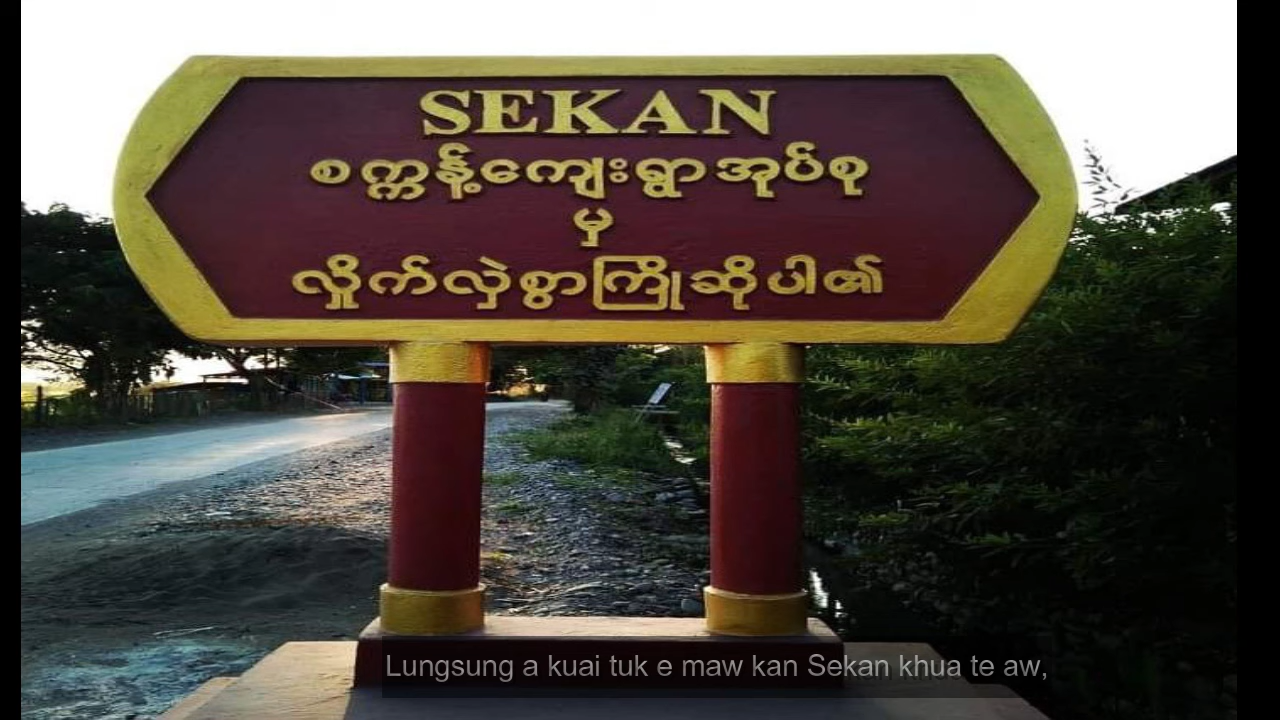 SEKAN
စက္ကန့်ကျေးရွာအုပ်စု
မှ
လှိုက်လှဲစွာကြိုဆိုပါ၏
Lungsung a kuai tuk e maw kan Sekan khua te aw,